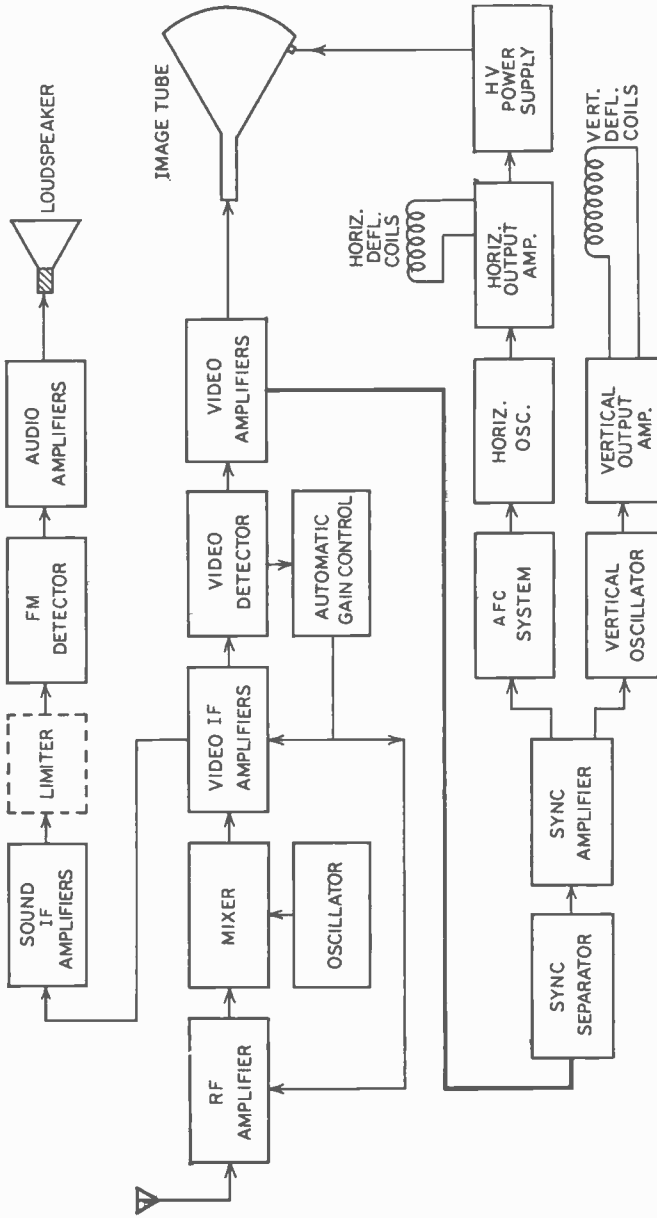 LOUDSPEAKER
SOUND
IF
AMPLIFIERS
LIMITER
FM
DETECTOR
AUDIO
AMPLIFIERS
IMAGE TUBE
RF
AMPLIFIER
MIXER
VIDEO IF
AMPLIFIERS
VIDEO
DETECTOR
VIDEO
AMPLIFIERS
OSCILLATOR
AUTOMATIC
GAIN CONTROL
HORIZ.
DEFL.
COILS
AFC
SYSTEM
HORIZ.
OSC.
HORIZ.
OUTPUT
AMP.
HV
POWER
SUPPLY
SYNC
SEPARATOR
SYNC
AMPLIFIER
VERTICAL
OSCILLATOR
VERTICAL
OUTPUT
AMP.
VERT.
DEFL.
COILS